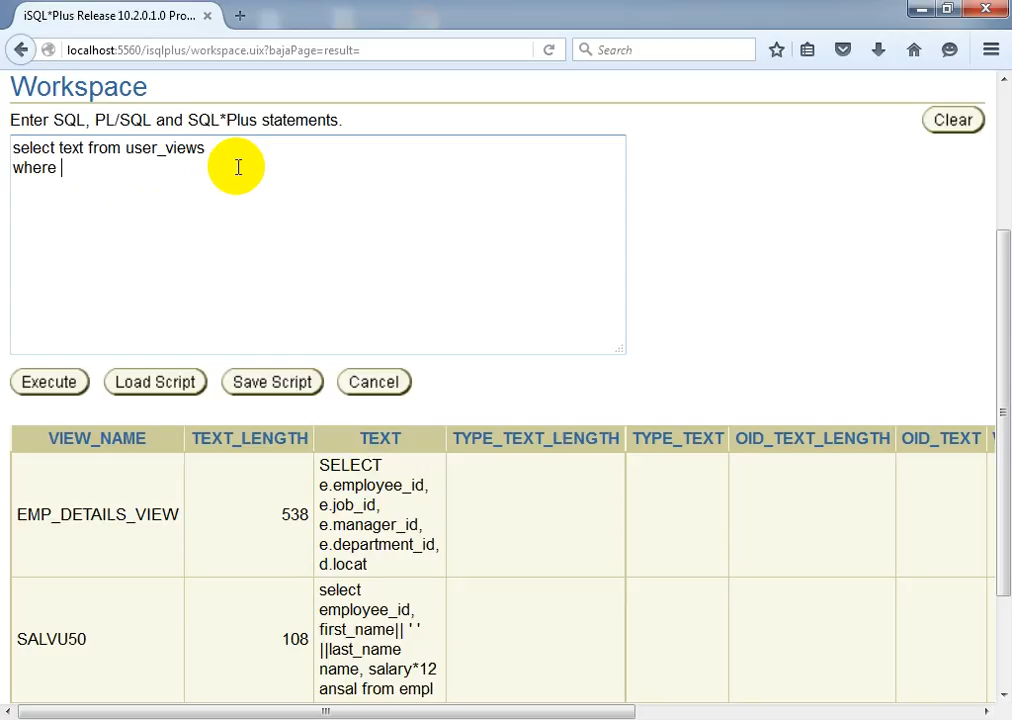 iSQL*Plus Release 10.2.0.1.0 Pro...
localhost:5560/isqlplus/workspace.uix?bajaPage=result=
Search
Workspace
Enter SQL, PL/SQL and SQL*Plus statements.
Clear
select text from user_views
where
Execute
Load Script
Save Script
Cancel
VIEW_NAME TEXT_LENGTH TEXT TYPE_TEXT_LENGTH TYPE_TEXT OID_TEXT_LENGTH OID_TEXT
EMP_DETAILS_VIEW 538 SELECT
e.employee_id,
e.job_id,
e.manager_id,
e.department_id,
d.locat
SALVU50 108 select
employee_id,
first_name|| ' '
||last_name
name, salary*12
ansal from empl